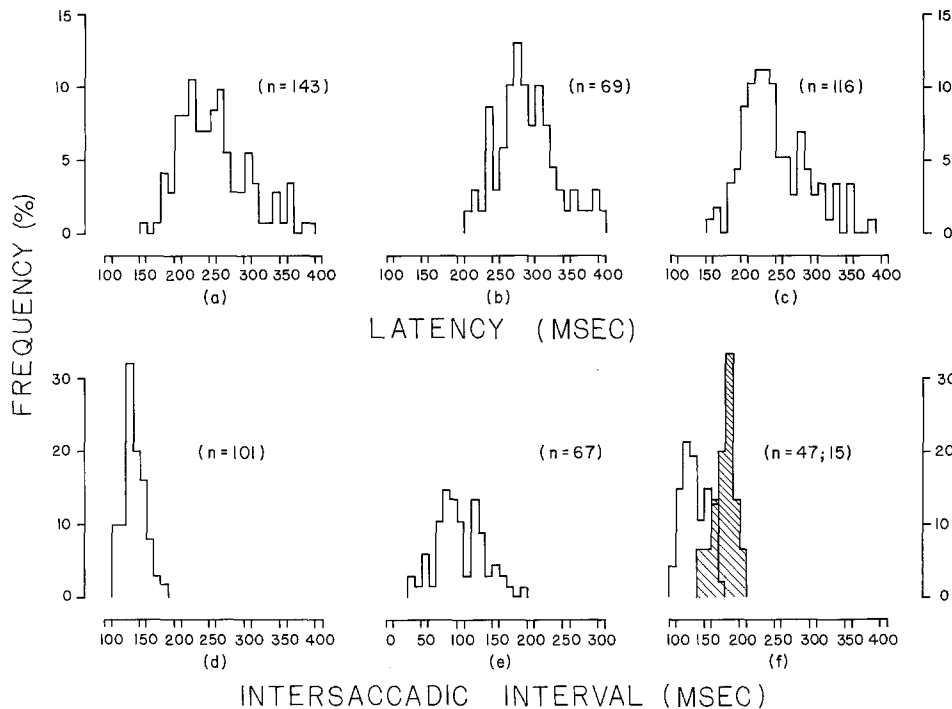 FREQUENCY (%)
15
10
5
0
(n=143)
100 150 200 250 300 350 400
(a)
(n=69)
100 150 200 250 300 350 400
(b)
(n=116)
15
10
5
0
100 150 200 250 300 350 400
(c)
LATENCY (MSEC)
30
20
10
0
(n=101)
100 150 200 250 300 350 400
(d)
(n=67)
0 50 100 150 200 250 300
(e)
(n=47;15)
30
20
10
0
100 150 200 250 300 350 400
(f)
INTERSACCADIC INTERVAL (MSEC)